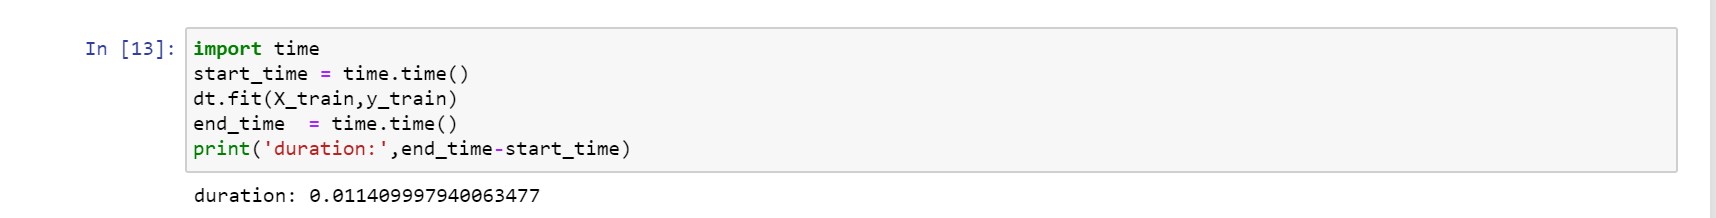 In [13]: import time
start_time = time.time()
dt.fit(X_train,y_train)
end_time  = time.time()
print('duration:',end_time-start_time)
duration: 0.011409997940063477